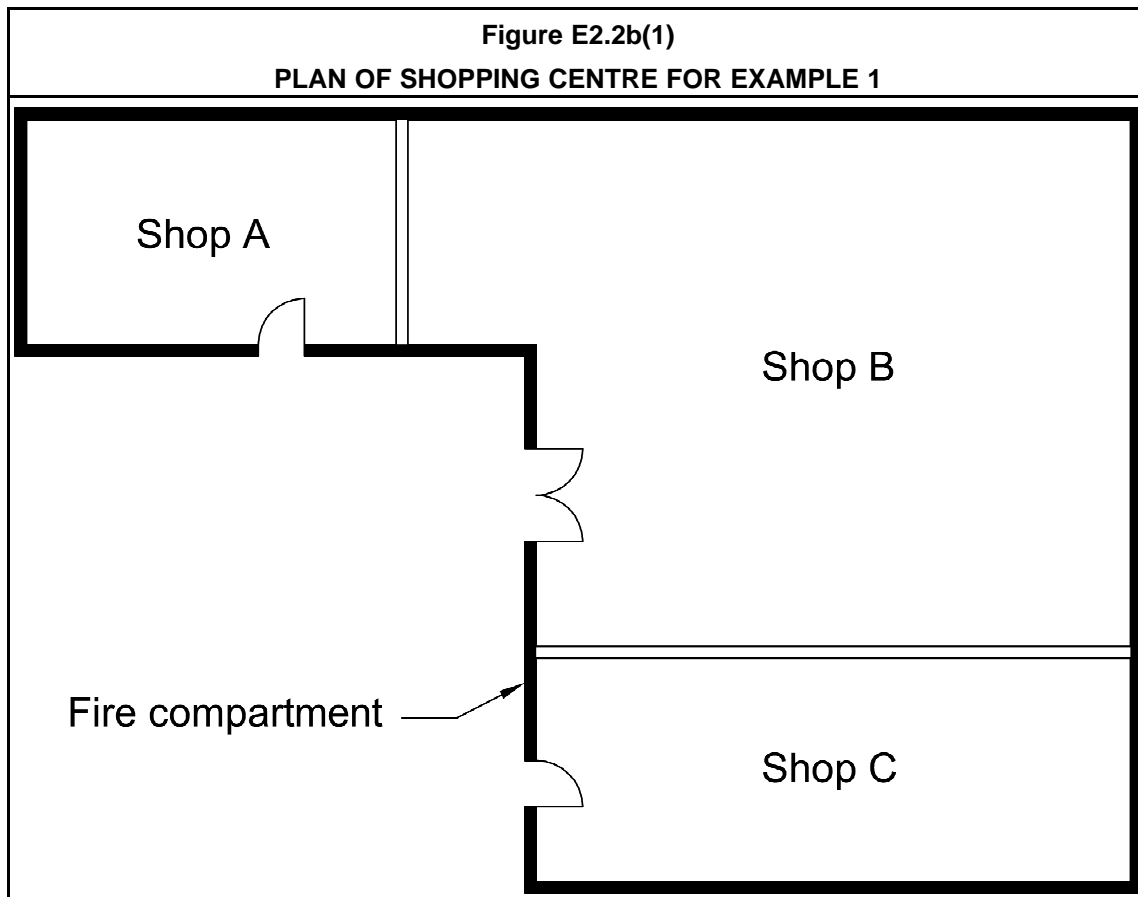 Figure E2.2b(1)
PLAN OF SHOPPING CENTRE FOR EXAMPLE 1
Shop A
Shop B
Fire compartment
Shop C